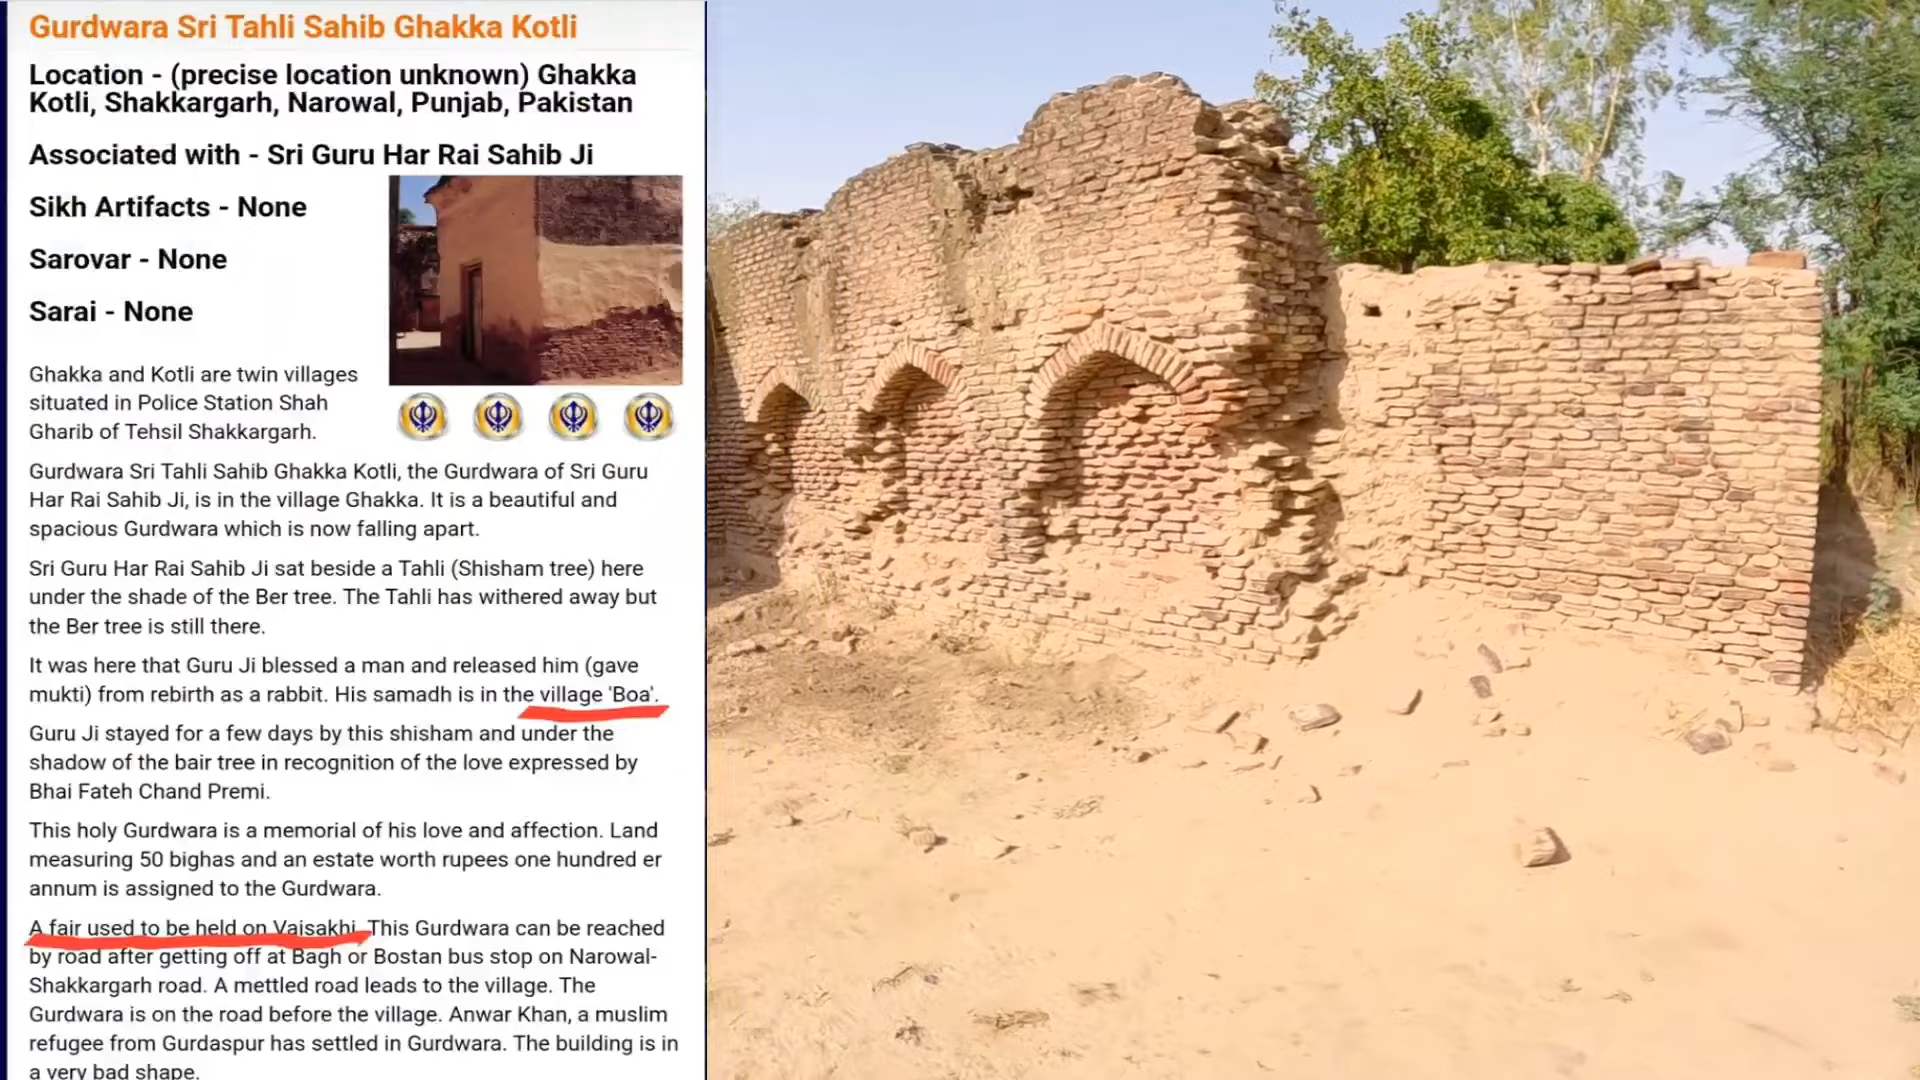 Gurdwara Sri Tahli Sahib Ghakka Kotli
Location - (precise location unknown) Ghakka
Kotli, Shakkargarh, Narowal, Punjab, Pakistan
Associated with - Sri Guru Har Rai Sahib Ji
Sikh Artifacts - None
Sarovar - None
Sarai - None
Ghakka and Kotli are twin villages
situated in Police Station Shah
Gharib of Tehsil Shakkargarh.
Gurdwara Sri Tahli Sahib Ghakka Kotli, the Gurdwara of Sri Guru
Har Rai Sahib Ji, is in the village Ghakka. It is a beautiful and
spacious Gurdwara which is now falling apart.
Sri Guru Har Rai Sahib Ji sat beside a Tahli (Shisham tree) here
under the shade of the Ber tree. The Tahli has withered away but
the Ber tree is still there.
It was here that Guru Ji blessed a man and released him (gave
mukti) from rebirth as a rabbit. His samadh is in the village 'Boa'.
Guru Ji stayed for a few days by this shisham and under the
shadow of the bair tree in recognition of the love expressed by
Bhai Fateh Chand Premi.
This holy Gurdwara is a memorial of his love and affection. Land
measuring 50 bighas and an estate worth rupees one hundred er
annum is assigned to the Gurdwara.
A fair used to be held on Vaisakhi. This Gurdwara can be reached
by road after getting off at Bagh or Bostan bus stop on Narowal-
Shakkargarh road. A mettled road leads to the village. The
Gurdwara is on the road before the village. Anwar Khan, a muslim
refugee from Gurdaspur has settled in Gurdwara. The building is in
a very bad shape.